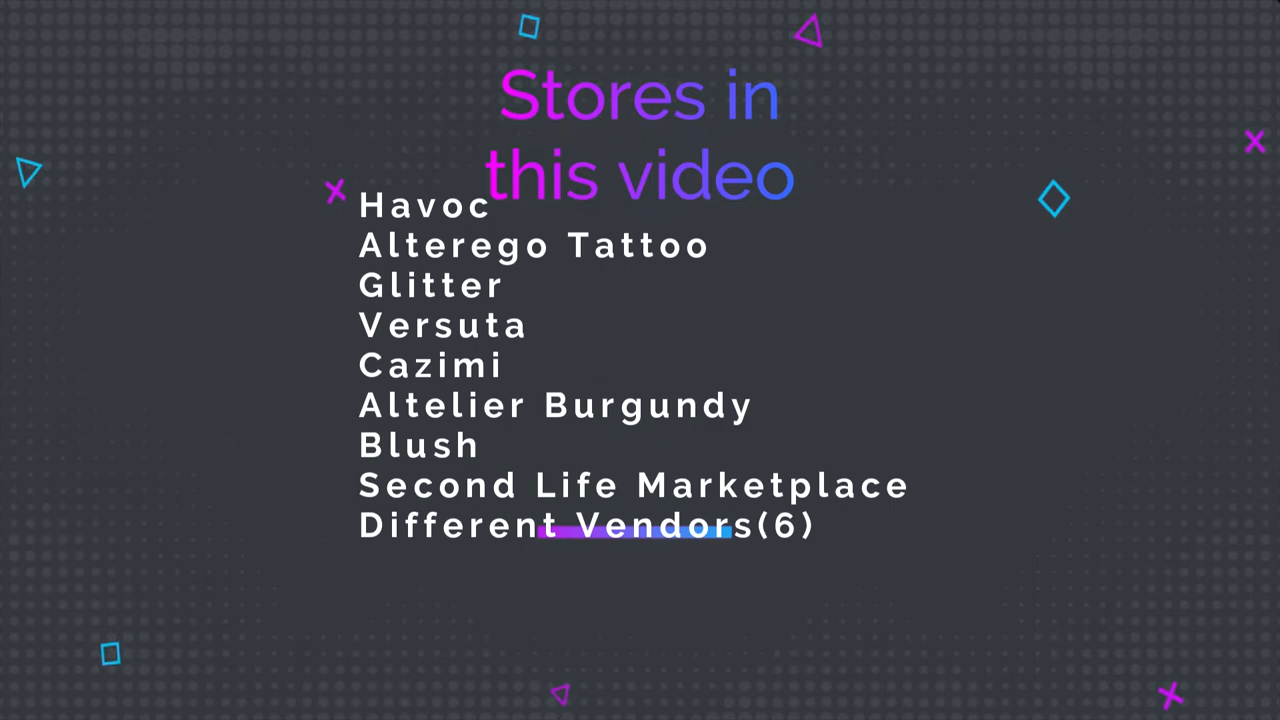 Stores in
this video
Havoc
Alterego Tattoo
Glitter
Versuta
Cazimi
Altelier Burgundy
Blush
Second Life Marketplace
Different Vendors(6)